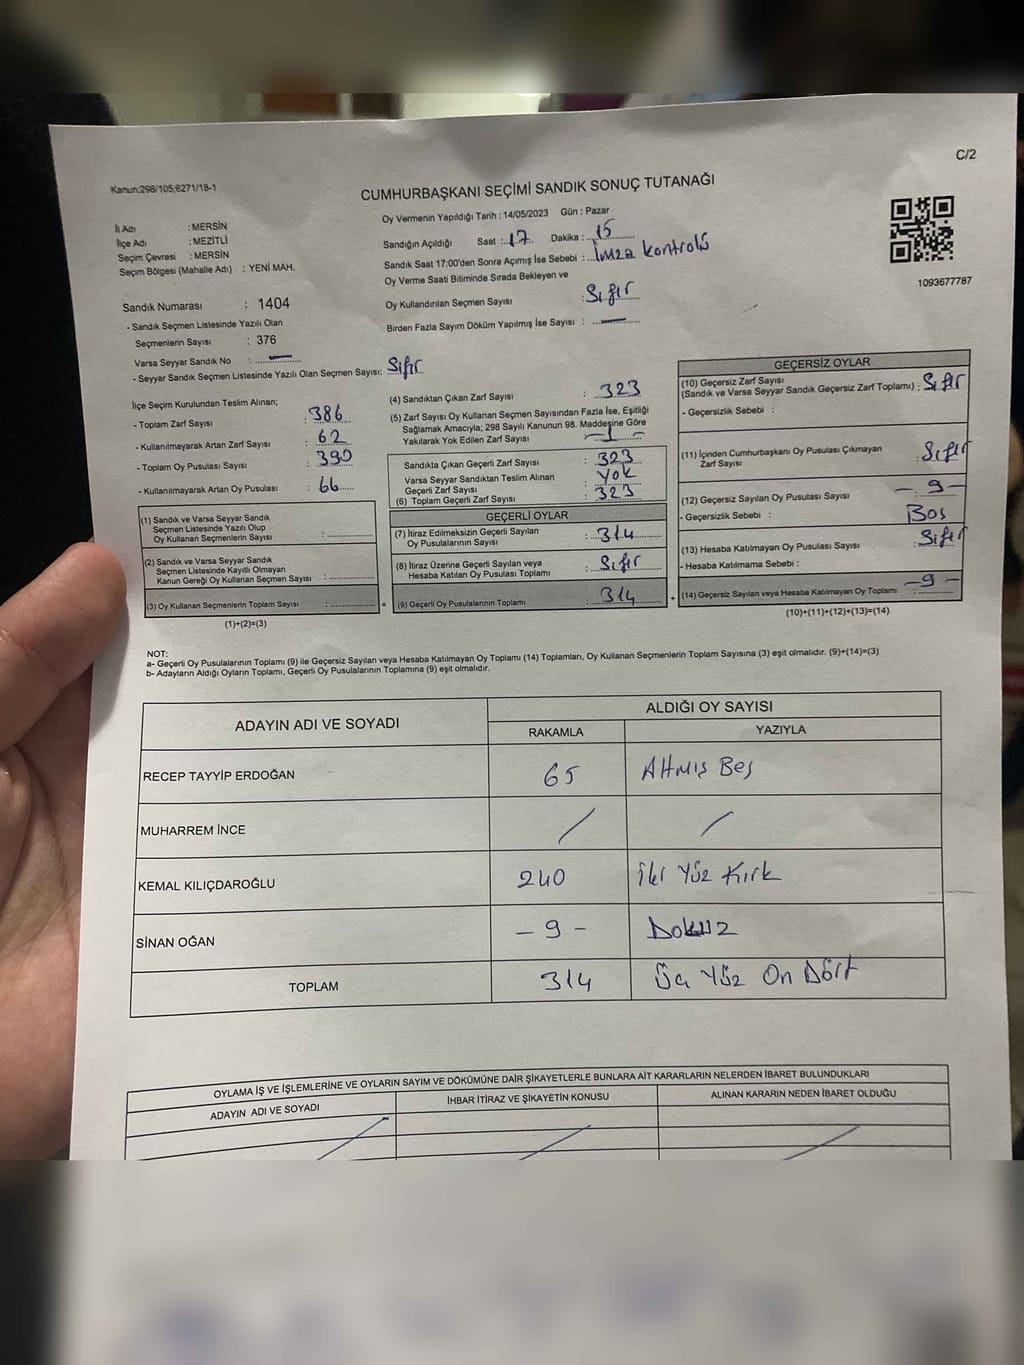 C/2
Kanun;298/105;6271/18-1
CUMHURBAŞKANI SEÇİMİ SANDIK SONUÇ TUTANAĞI
İl Adı : MERSİN
İlçe Adı : MEZİTLİ
Seçim Çevresi : MERSİN
Seçim Bölgesi (Mahalle Adı) : YENİ MAH.
Oy Vermenin Yapıldığı Tarih : 14/05/2023 Gün : Pazar
Sandığın Açıldığı Saat :..17.. Dakika :..15
Sandık Saat 17:00'den Sonra Açımış İse Sebebi : İmza kontrolü
Oy Verme Saati Bitiminde Sırada Bekleyen ve
Oy Kullandırılan Seçmen Sayısı : Sıfır
Birden Fazla Sayım Döküm Yapılmış İse Sayısı : —
1093677787
Sandık Numarası : 1404
- Sandık Seçmen Listesinde Yazılı Olan
Seçmenlerin Sayısı : 376
Varsa Seyyar Sandık No : —
- Seyyar Sandık Seçmen Listesinde Yazılı Olan Seçmen Sayısı: Sıfır
İlçe Seçim Kurulundan Teslim Alınan;
- Toplam Zarf Sayısı : 386
- Kullanılmayarak Artan Zarf Sayısı : 62
- Toplam Oy Pusulası Sayısı : 390
- Kullanılmayarak Artan Oy Pusulası : 66
(1) Sandık ve Varsa Seyyar Sandık
Seçmen Listesinde Yazılı Olup
Oy Kullanan Seçmenlerin Sayısı :
(2) Sandık ve Varsa Seyyar Sandık
Seçmen Listesinde Kayıtlı Olmayan
Kanun Gereği Oy Kullanan Seçmen Sayısı :
(3) Oy Kullanan Seçmenlerin Toplam Sayısı : =
(1)+(2)=(3)
(4) Sandıktan Çıkan Zarf Sayısı : 323
(5) Zarf Sayısı Oy Kullanan Seçmen Sayısından Fazla İse, Eşitliği
Sağlamak Amacıyla; 298 Sayılı Kanunun 98. Maddesine Göre
Yakılarak Yok Edilen Zarf Sayısı —1—
Sandıkta Çıkan Geçerli Zarf Sayısı : 323
Varsa Seyyar Sandıktan Teslim Alınan
Geçerli Zarf Sayısı : Yok
(6) Toplam Geçerli Zarf Sayısı : 323
GEÇERLİ OYLAR
(7) İtiraz Edilmeksizin Geçerli Sayılan
Oy Pusulalarının Sayısı : 314
(8) İtiraz Üzerine Geçerli Sayılan veya
Hesaba Katılan Oy Pusulası Toplamı : Sıfır
(9) Geçerli Oy Pusulalarının Toplamı : 314 +
GEÇERSİZ OYLAR
(10) Geçersiz Zarf Sayısı
(Sandık ve Varsa Seyyar Sandık Geçersiz Zarf Toplamı) : Sıfır
- Geçersizlik Sebebi :
(11) İçinden Cumhurbaşkanı Oy Pusulası Çıkmayan
Zarf Sayısı : Sıfır
(12) Geçersiz Sayılan Oy Pusulası Sayısı — 9 —
- Geçersizlik Sebebi : Boş
(13) Hesaba Katılmayan Oy Pusulası Sayısı : Sıfır
- Hesaba Katılmama Sebebi :
(14) Geçersiz Sayılan veya Hesaba Katılmayan Oy Toplamı : — 9 —
(10)+(11)+(12)+(13)=(14)
NOT:
a- Geçerli Oy Pusulalarının Toplamı (9) ile Geçersiz Sayılan veya Hesaba Katılmayan Oy Toplamı (14) Toplamları, Oy Kullanan Seçmenlerin Toplam Sayısına (3) eşit olmalıdır. (9)+(14)=(3)
b- Adayların Aldığı Oyların Toplamı, Geçerli Oy Pusulalarının Toplamına (9) eşit olmalıdır.
ADAYIN ADI VE SOYADI
ALDIĞI OY SAYISI
RAKAMLA YAZIYLA
RECEP TAYYİP ERDOĞAN 65 Altmış Beş
MUHARREM İNCE / /
KEMAL KILIÇDAROĞLU 240 İki Yüz Kırk
SİNAN OĞAN — 9 — Dokuz
TOPLAM 314 Üç Yüz On Dört
OYLAMA İŞ VE İŞLEMLERİNE VE OYLARIN SAYIM VE DÖKÜMÜNE DAİR ŞİKAYETLERLE BUNLARA AİT KARARLARIN NELERDEN İBARET BULUNDUKLARI
ADAYIN ADI VE SOYADI İHBAR İTİRAZ VE ŞİKAYETİN KONUSU ALINAN KARARIN NEDEN İBARET OLDUĞU